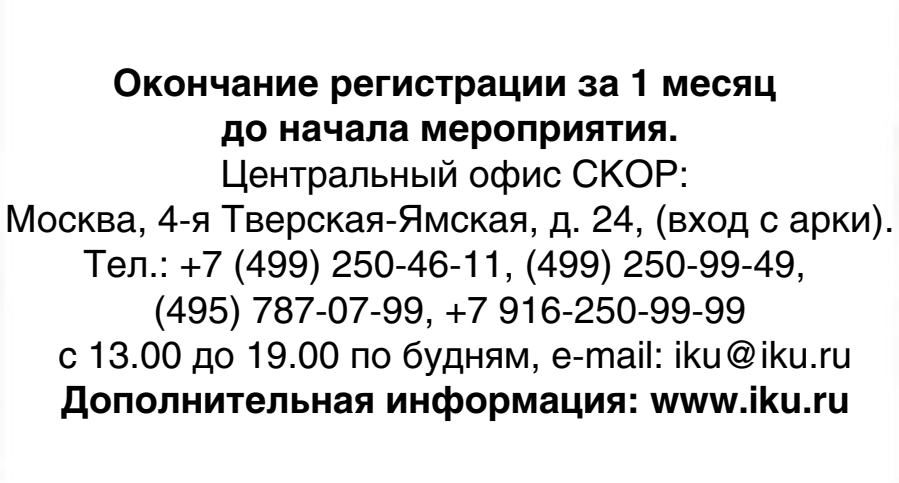 Окончание регистрации за 1 месяц
до начала мероприятия.
Центральный офис СКОР:
Москва, 4-я Тверская-Ямская, д. 24, (вход с арки).
Тел.: +7 (499) 250-46-11, (499) 250-99-49,
(495) 787-07-99, +7 916-250-99-99
с 13.00 до 19.00 по будням, e-mail: iku@iku.ru
Дополнительная информация: www.iku.ru